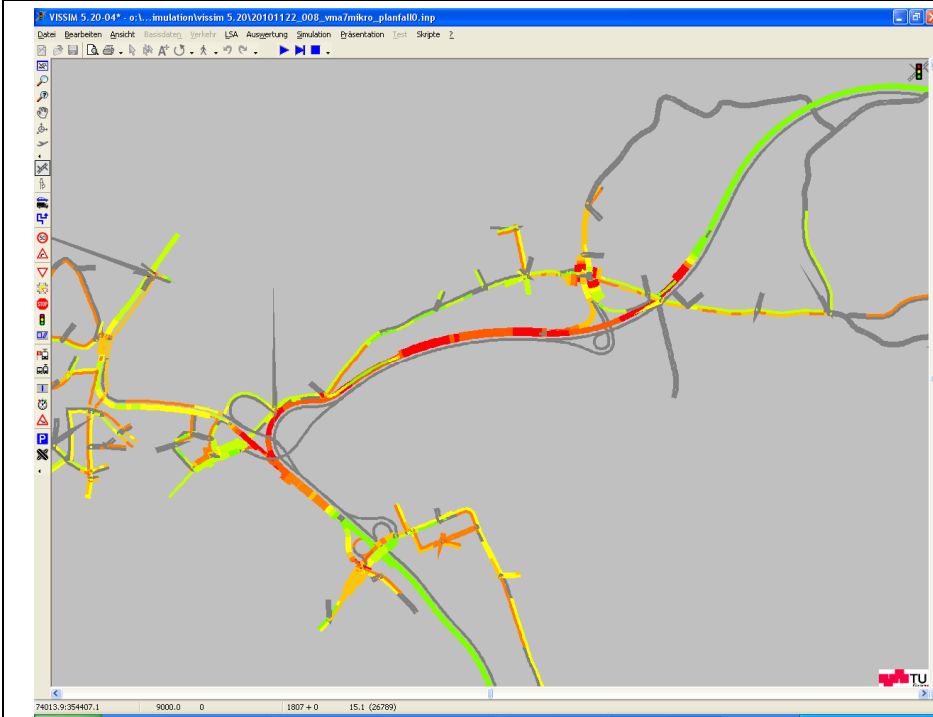 VISSIM 5.20-04* - o:\...imulation\vissim 5.20\20101122_008_vma7mikro_planfall0.inp
Datei Bearbeiten Ansicht Basisdaten Verkehr LSA Auswertung Simulation Präsentation Test Skripte ?
TU
74013.9:354407.1 9000.0 0 1807 + 0 15.1 (26789)